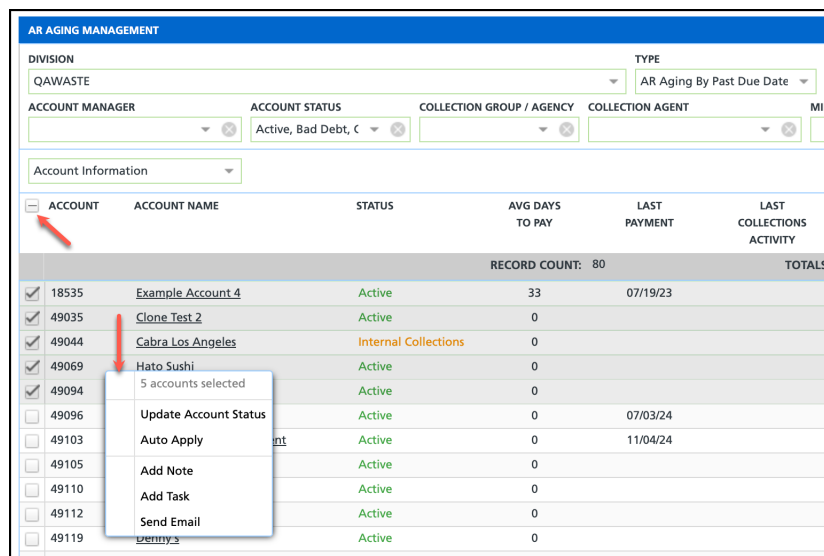 AR AGING MANAGEMENT
DIVISION TYPE
QAWASTE AR Aging By Past Due Date
ACCOUNT MANAGER ACCOUNT STATUS COLLECTION GROUP / AGENCY COLLECTION AGENT MI
Active, Bad Debt, C
Account Information
ACCOUNT ACCOUNT NAME STATUS AVG DAYS TO PAY LAST PAYMENT LAST COLLECTIONS ACTIVITY
RECORD COUNT: 80 TOTALS
18535 Example Account 4 Active 33 07/19/23
49035 Clone Test 2 Active 0
49044 Cabra Los Angeles Internal Collections 0
49069 Hato Sushi Active 0
49094 Active 0
5 accounts selected
Update Account Status
Auto Apply
Add Note
Add Task
Send Email
49096 Active 0 07/03/24
49103 ent Active 0 11/04/24
49105 Active 0
49110 Active 0
49112 Active 0
49119 Denny's Active 0